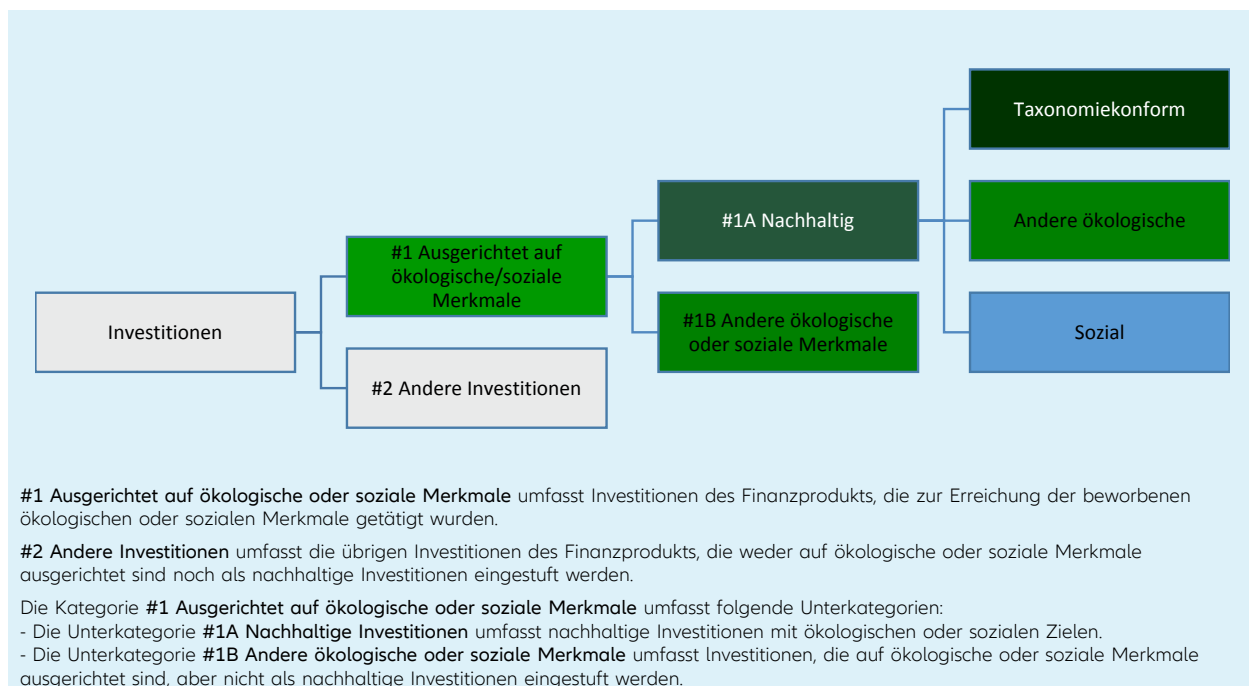 Taxonomiekonform
#1A Nachhaltig
Andere ökologische
#1 Ausgerichtet auf
ökologische/soziale
Merkmale
Investitionen
#1B Andere ökologische
oder soziale Merkmale
Sozial
#2 Andere Investitionen
#1 Ausgerichtet auf ökologische oder soziale Merkmale umfasst Investitionen des Finanzprodukts, die zur Erreichung der beworbenen
ökologischen oder sozialen Merkmale getätigt wurden.
#2 Andere Investitionen umfasst die übrigen Investitionen des Finanzprodukts, die weder auf ökologische oder soziale Merkmale
ausgerichtet sind noch als nachhaltige Investitionen eingestuft werden.
Die Kategorie #1 Ausgerichtet auf ökologische oder soziale Merkmale umfasst folgende Unterkategorien:
- Die Unterkategorie #1A Nachhaltige Investitionen umfasst nachhaltige Investitionen mit ökologischen oder sozialen Zielen.
- Die Unterkategorie #1B Andere ökologische oder soziale Merkmale umfasst Investitionen, die auf ökologische oder soziale Merkmale
ausgerichtet sind, aber nicht als nachhaltige Investitionen eingestuft werden.